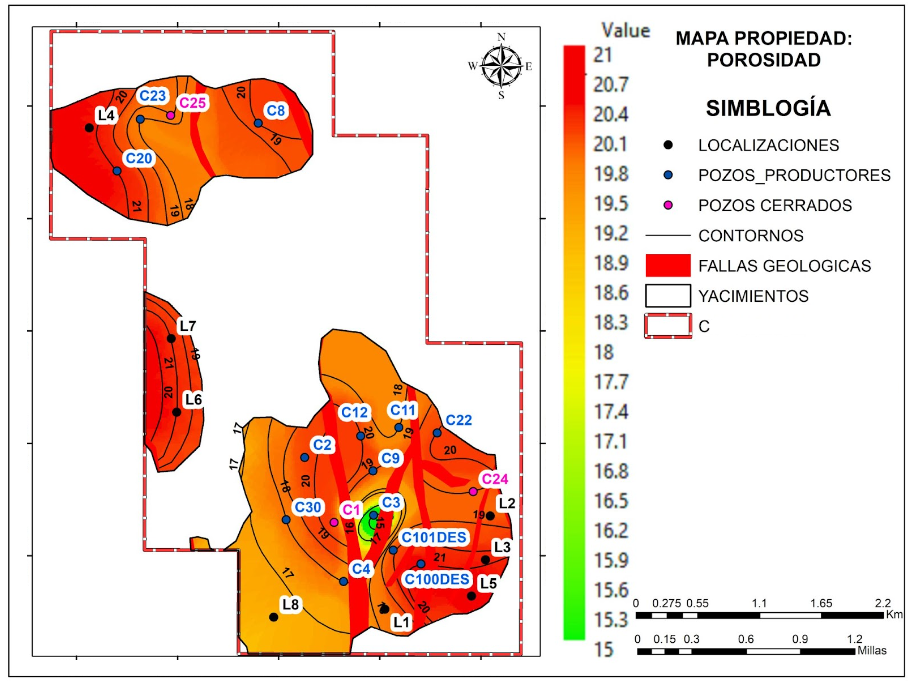 Value
21
20.7
20.4
20.1
19.8
19.5
19.2
18.9
18.6
18.3
18
17.7
17.4
17.1
16.8
16.5
16.2
15.9
15.6
15.3
15
MAPA PROPIEDAD:
POROSIDAD
SIMBLOGÍA
LOCALIZACIONES
POZOS_PRODUCTORES
POZOS CERRADOS
CONTORNOS
FALLAS GEOLOGICAS
YACIMIENTOS
C
0 0.275 0.55 1.1 1.65 2.2
Km
0 0.15 0.3 0.6 0.9 1.2
Millas
N
W E
S
20
C23
C25
20
C8
L4
19
C20
21
19
18
L7
19
21
20
L6
18
C12
C11
C22
17
20
19
20
C2
17
C9
19
20
C24
18
C30
C1
C3
19
L2
19
16
15
17
C101DES
21
L3
C4
C100DES
17
L5
20
L8
L1